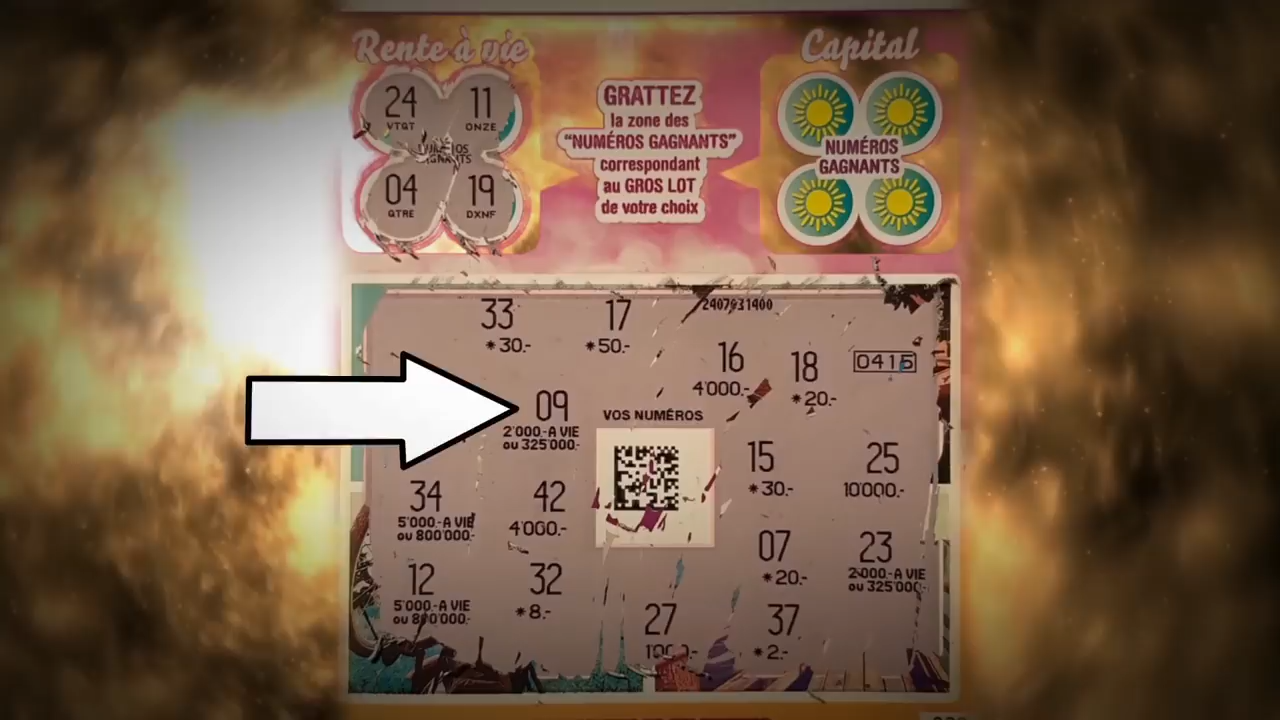 Rente à vie
24
VTQT
11
ONZE
04
QTRE
19
DXNF
GRATTEZ
la zone des
"NUMÉROS GAGNANTS"
correspondant
au GROS LOT
de votre choix
Capital
NUMÉROS
GAGNANTS
33
*30.-
17
*50.-
2407931400
16
4'000.-
18
*20.-
0415
09
2'000.-A VIE
ou 325'000.-
VOS NUMÉROS
15
*30.-
25
10'000.-
34
5'000.-A VIE
ou 800'000.-
42
4'000.-
07
*20.-
23
2'000.-A VIE
ou 325'000.-
12
5'000.-A VIE
ou 800'000.-
32
*8.-
27
1'000.-
37
*2.-